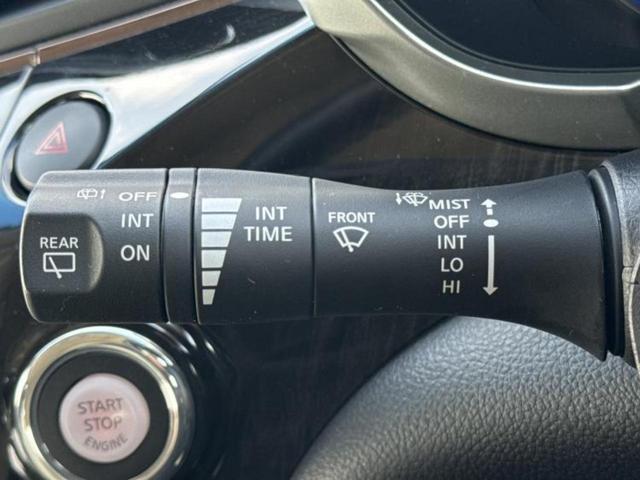 REAR
OFF
INT
ON
INT
TIME
FRONT
MIST
OFF
INT
LO
HI
START
STOP
ENGINE